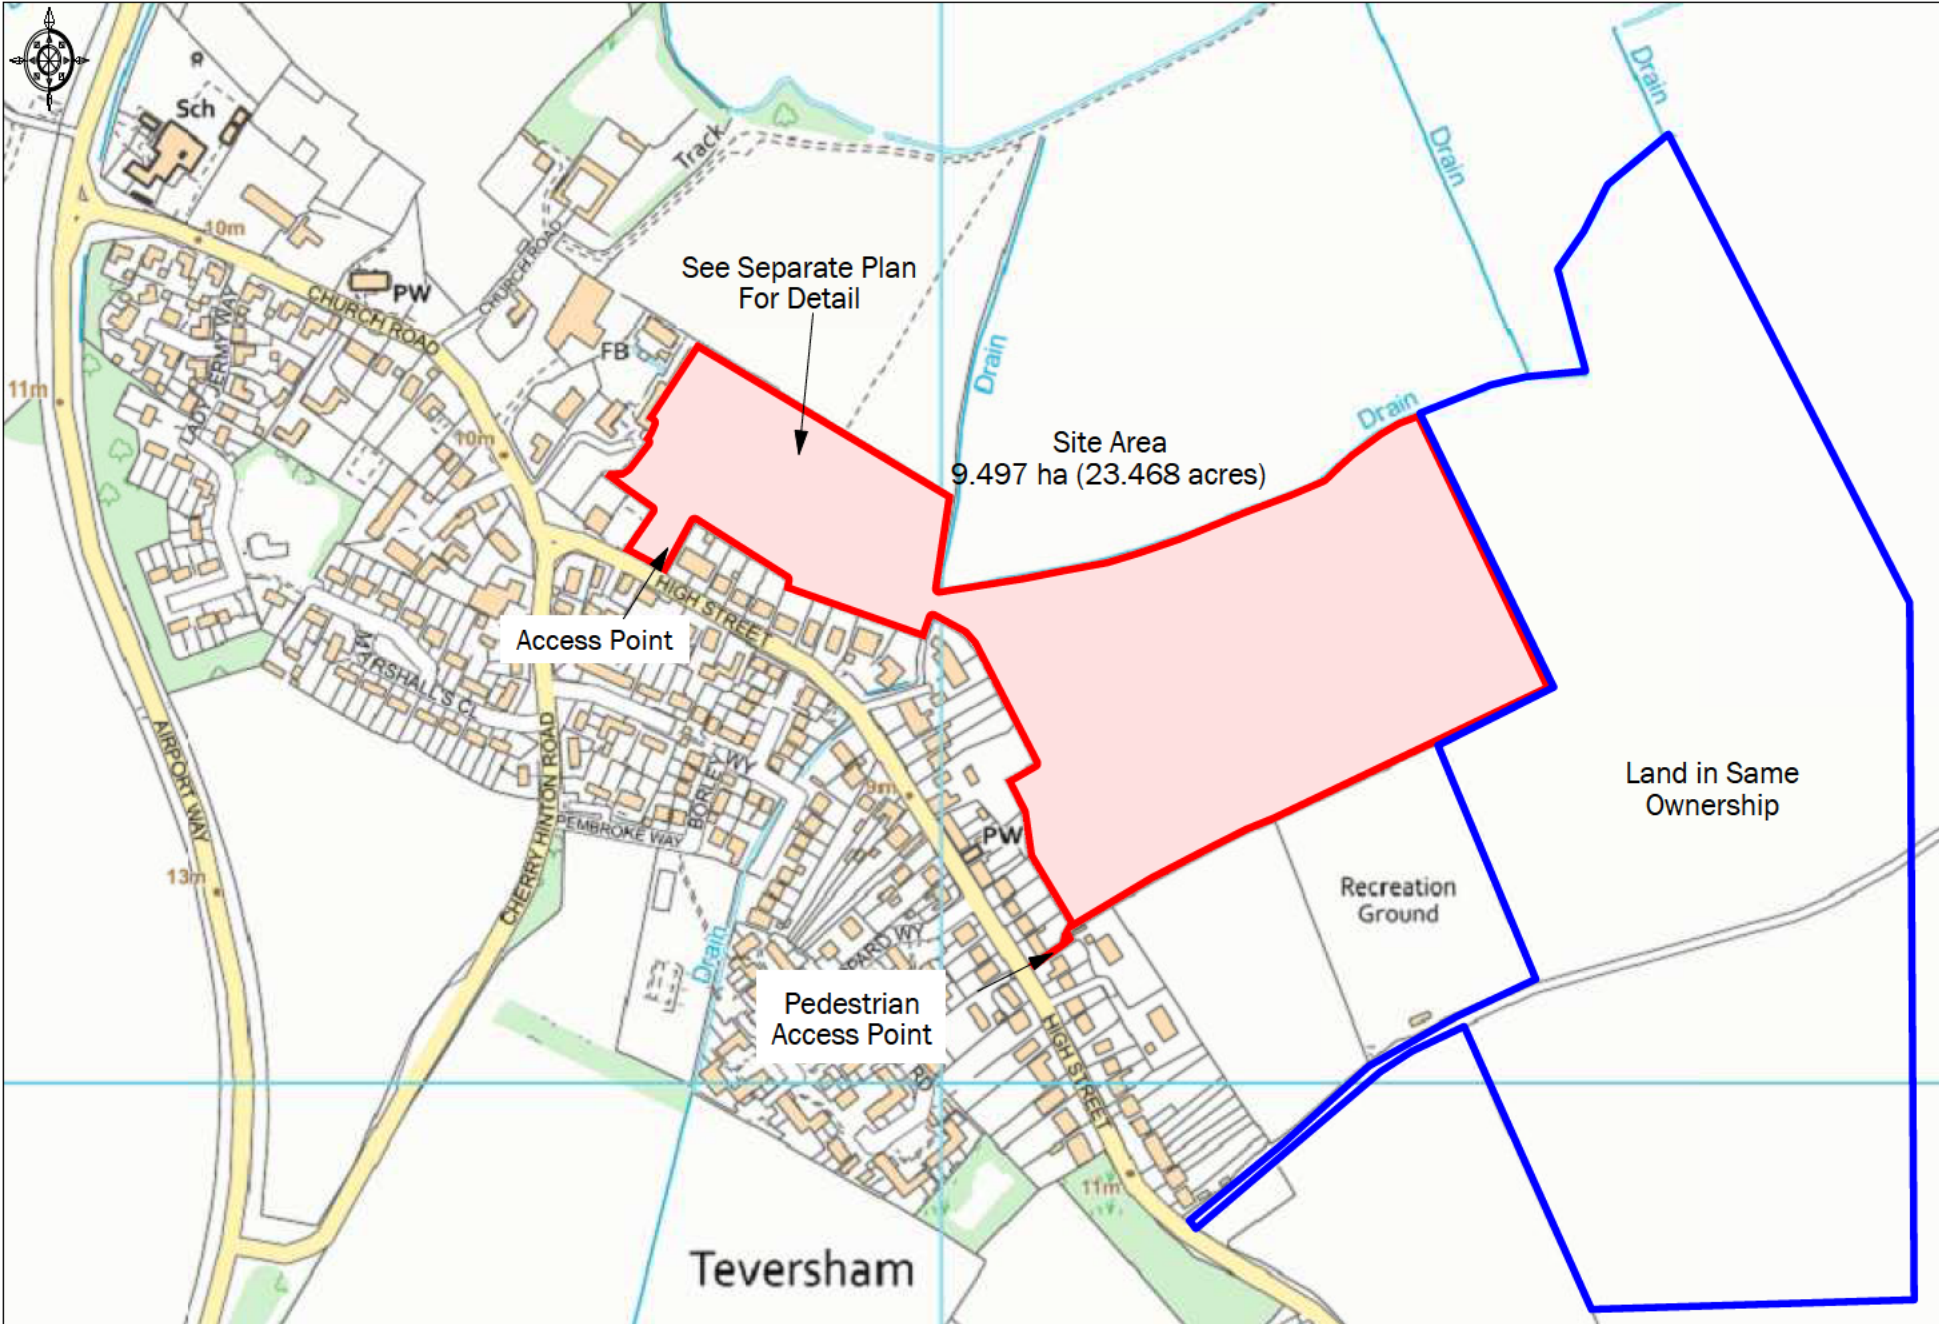 Drain
Sch
Drain
Track
10m
CHURCH ROAD
See Separate Plan
For Detail
PW
CHURCH ROAD
LADY JERMY WAY
FB
Drain
11m
Drain
10m
Site Area
9.497 ha (23.468 acres)
HIGH STREET
Access Point
MARSHALL'S CL
AIRPORT WAY
CHERRY HINTON ROAD
BORLEY WY
9m
Land in Same
Ownership
PEMBROKE WAY
PW
13m
Recreation
Ground
PARD WY
Drain
Pedestrian
Access Point
HIGH STREET
RD
11m
Teversham